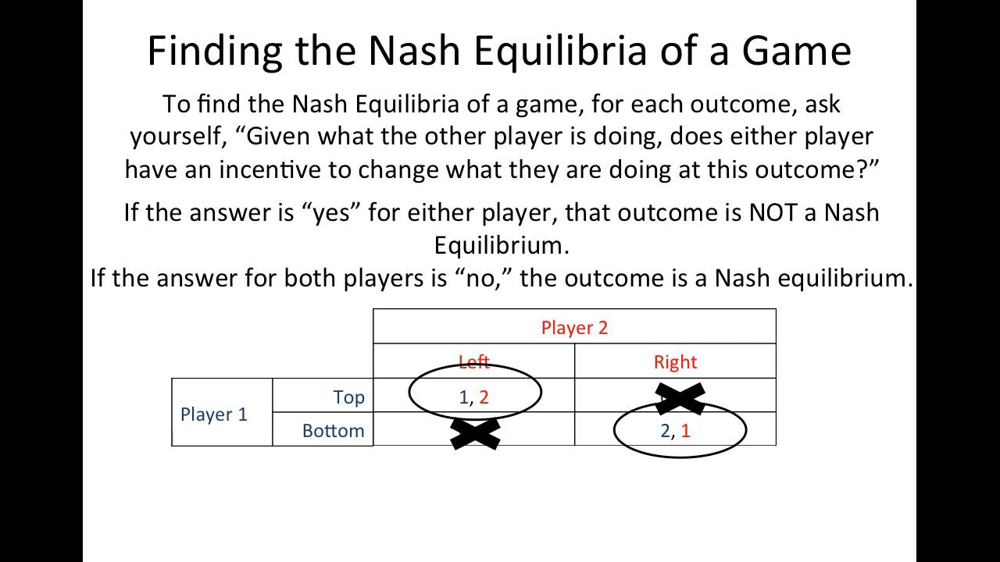 Finding the Nash Equilibria of a Game
To find the Nash Equilibria of a game, for each outcome, ask
yourself, “Given what the other player is doing, does either player
have an incentive to change what they are doing at this outcome?”
If the answer is “yes” for either player, that outcome is NOT a Nash
Equilibrium.
If the answer for both players is “no,” the outcome is a Nash equilibrium.
Player 2
Left Right
Player 1
Top 1, 2
Bottom 2, 1